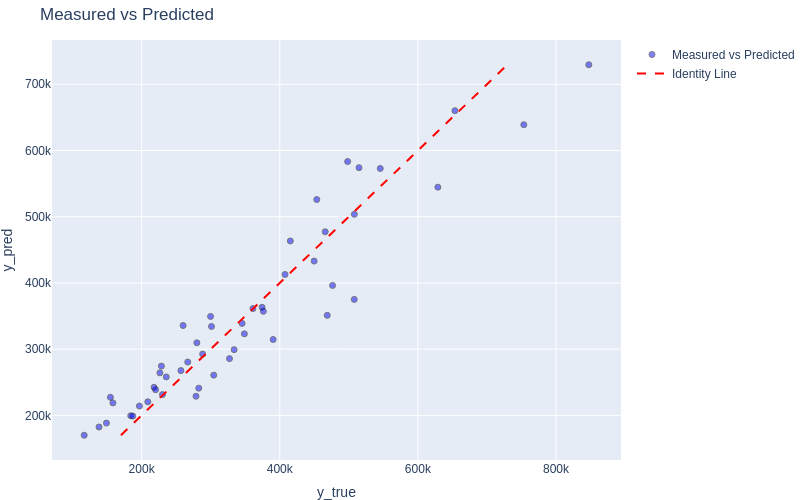 Measured vs Predicted
Measured vs Predicted
Identity Line
700k
600k
500k
400k
300k
200k
y_pred
200k
400k
600k
800k
y_true